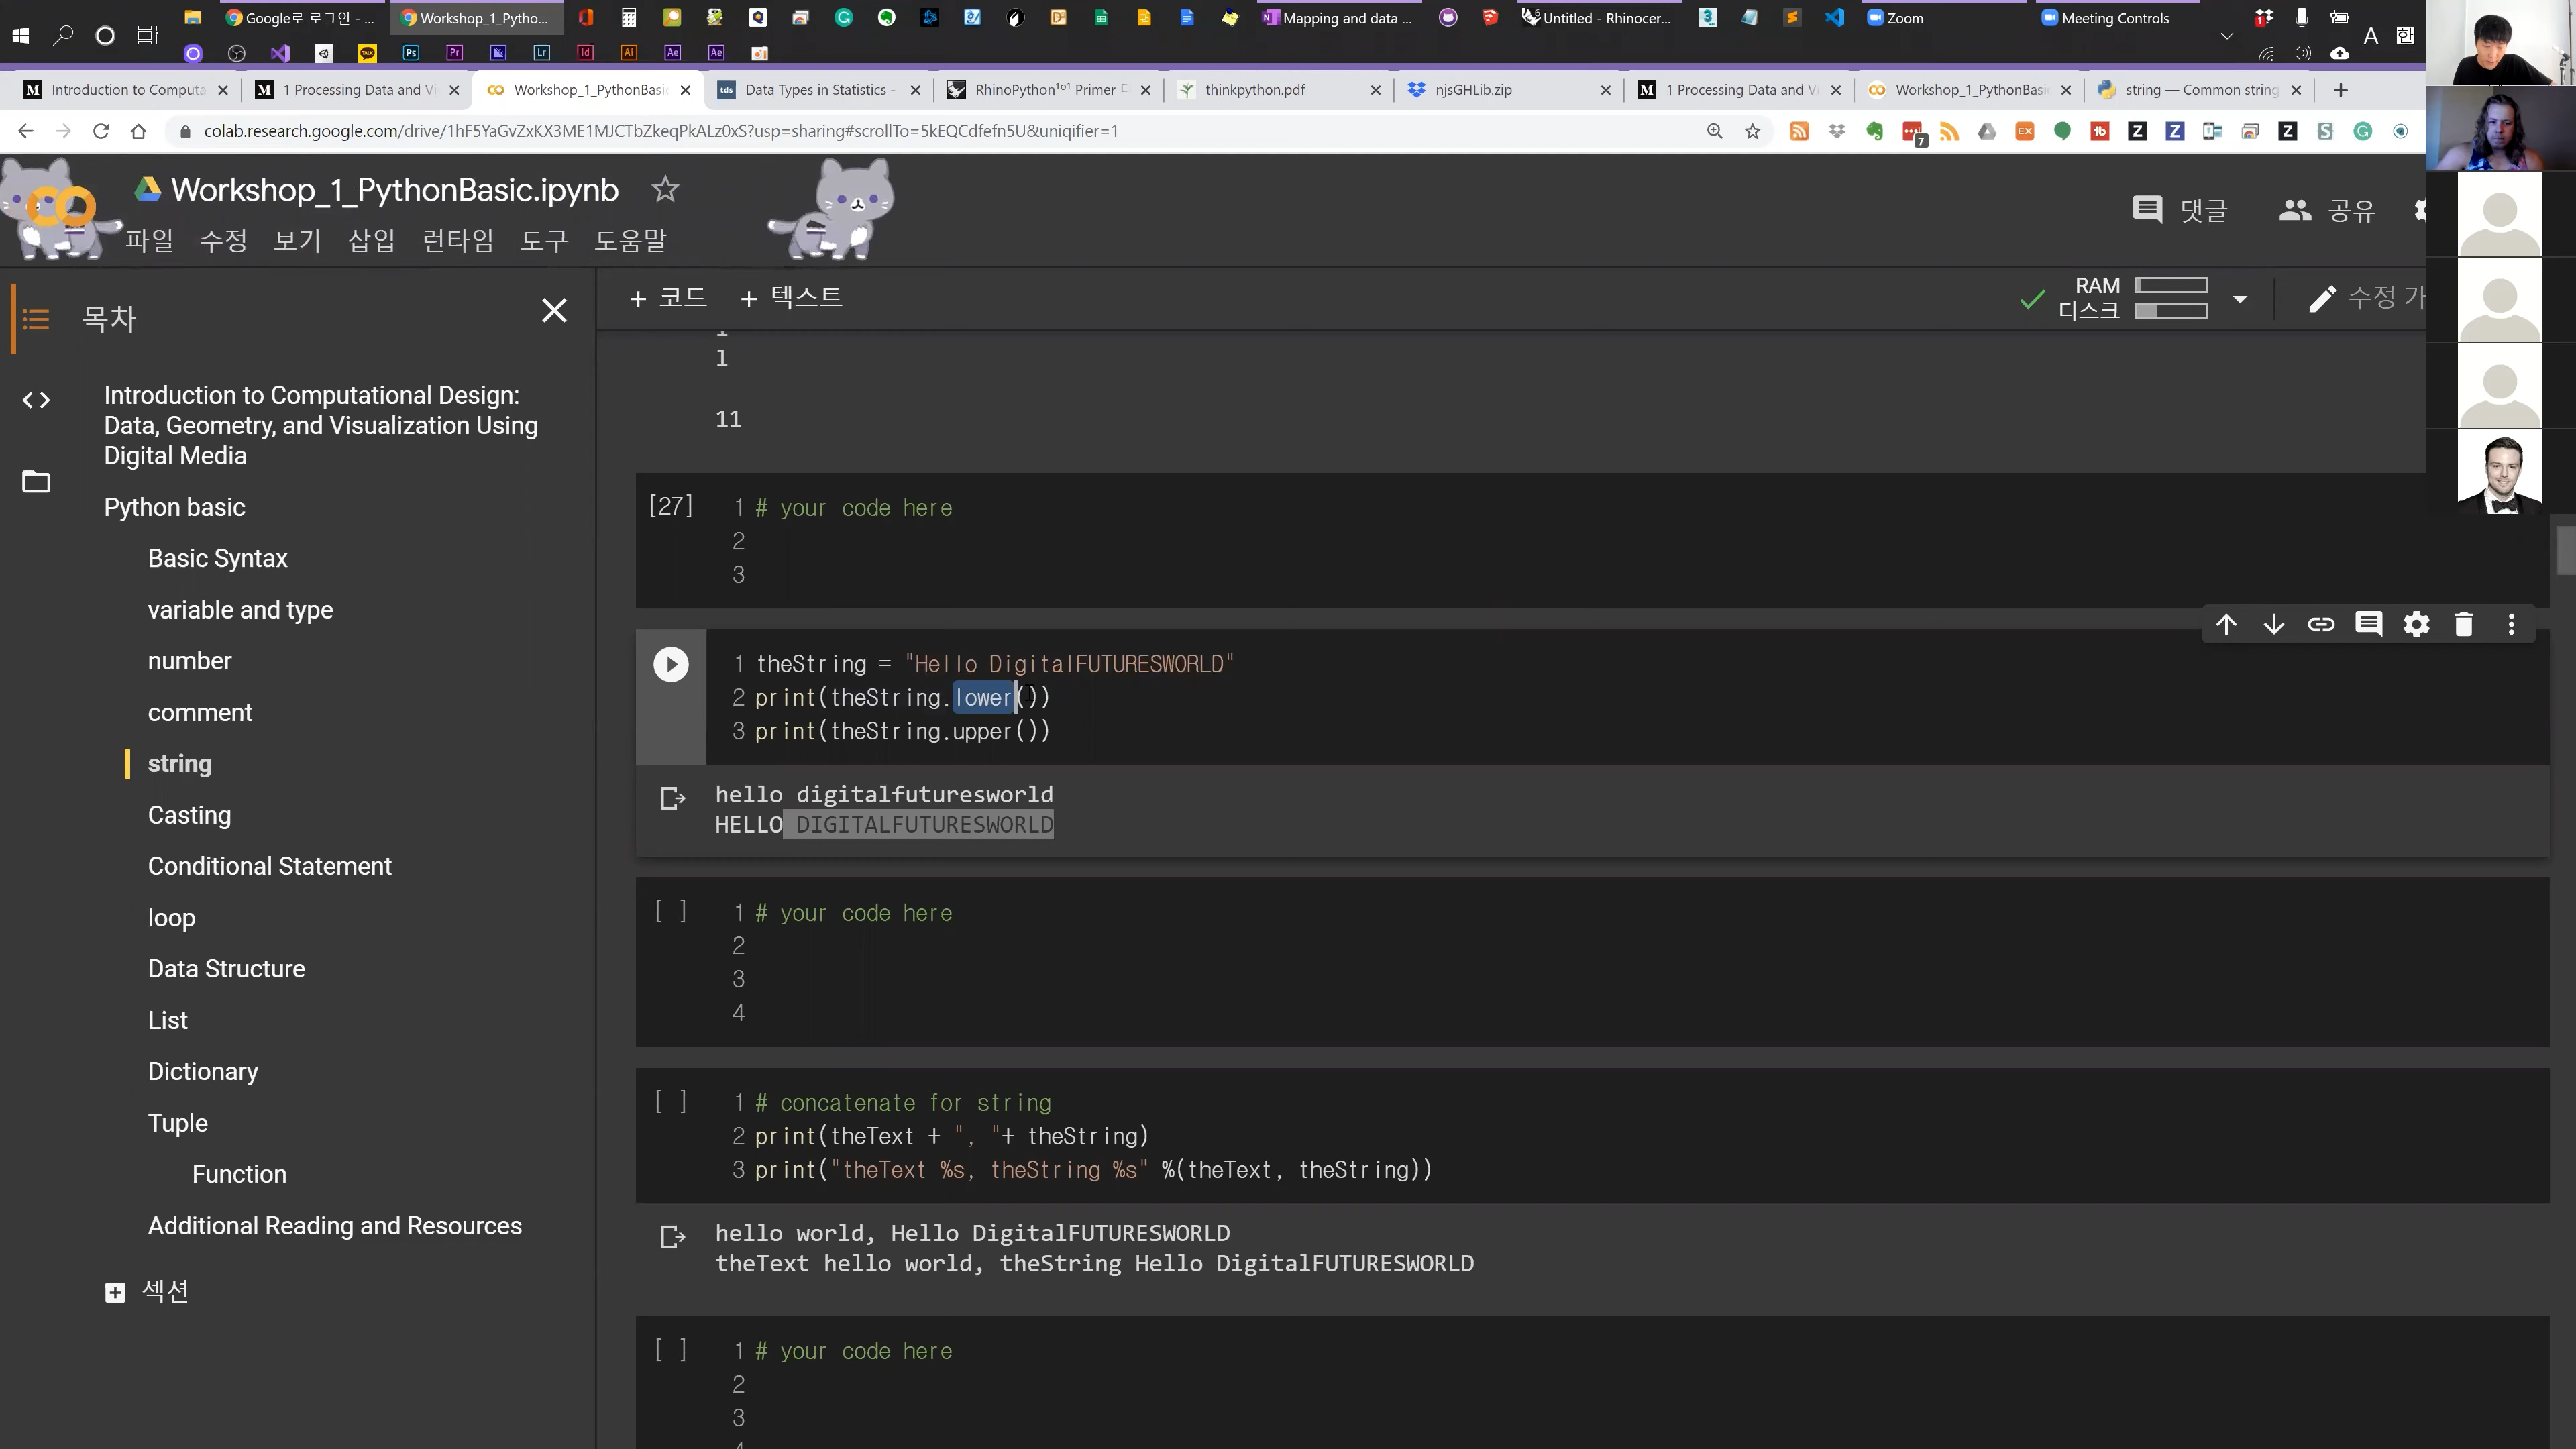 Google로 로그인 - ...
Workshop_1_Pytho...
Mapping and data ...
Untitled - Rhinocer...
Zoom
Meeting Controls
A 한
Introduction to Computa
1 Processing Data and Vi
Workshop_1_PythonBasic
Data Types in Statistics -
RhinoPython¹⁰¹ Primer
thinkpython.pdf
njsGHLib.zip
1 Processing Data and Vi
Workshop_1_PythonBasi
string — Common string
colab.research.google.com/drive/1hF5YaGvZxKX3ME1MJCTbZkeqPkALz0xS?usp=sharing#scrollTo=5kEQCdfefn5U&uniqifier=1
Workshop_1_PythonBasic.ipynb
댓글
공유
파일 수정 보기 삽입 런타임 도구 도움말
목차
+ 코드 + 텍스트
RAM
디스크
수정
Introduction to Computational Design:
Data, Geometry, and Visualization Using
Digital Media
Python basic
Basic Syntax
variable and type
number
comment
string
Casting
Conditional Statement
loop
Data Structure
List
Dictionary
Tuple
Function
Additional Reading and Resources
섹션
l
11
[27] 1 # your code here
2
3
1 theString = "Hello DigitalFUTURESWORLD"
2 print(theString.lower())
3 print(theString.upper())
hello digitalfuturesworld
HELLO DIGITALFUTURESWORLD
[ ] 1 # your code here
2
3
4
[ ] 1 # concatenate for string
2 print(theText + ", "+ theString)
3 print("theText %s, theString %s" %(theText, theString))
hello world, Hello DigitalFUTURESWORLD
theText hello world, theString Hello DigitalFUTURESWORLD
[ ] 1 # your code here
2
3